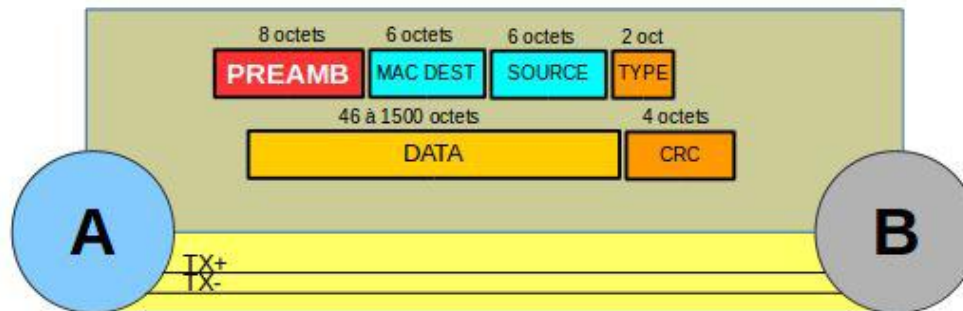 8 octets 6 octets 6 octets 2 oct
PREAMB MAC DEST SOURCE TYPE
46 à 1500 octets 4 octets
DATA CRC
A B
TX+
TX-